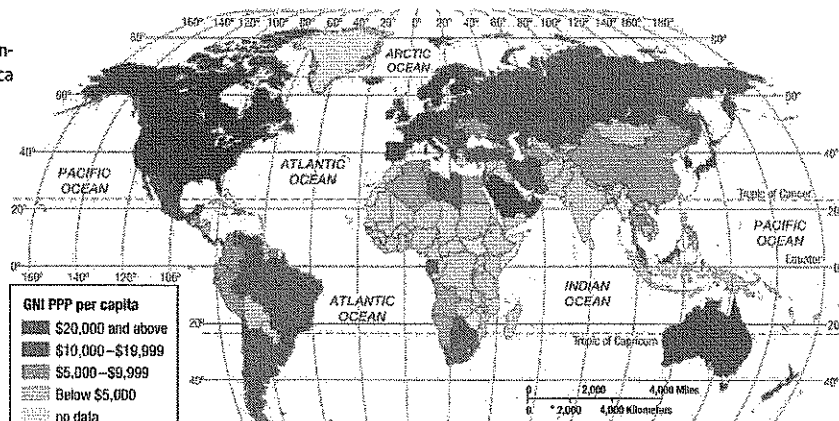 n-
ca
160° 140° 120° 100° 80° 60° 40° 20° 0° 20° 40° 60° 80° 100° 120° 140° 160° 180°
80°
ARCTIC
OCEAN
60°
60°
40°
40°
PACIFIC
OCEAN
ATLANTIC
OCEAN
Tropic of Cancer
20°
20°
PACIFIC
OCEAN
Equator
0°
0°
160° 140° 120° 100°
ATLANTIC
OCEAN
INDIAN
OCEAN
GNI PPP per capita
$20,000 and above
$10,000–$19,999
$5,000–$9,999
Below $5,000
no data
20°
20°
Tropic of Capricorn
40°
40°
0 2,000 4,000 Miles
0 2,000 4,000 Kilometers